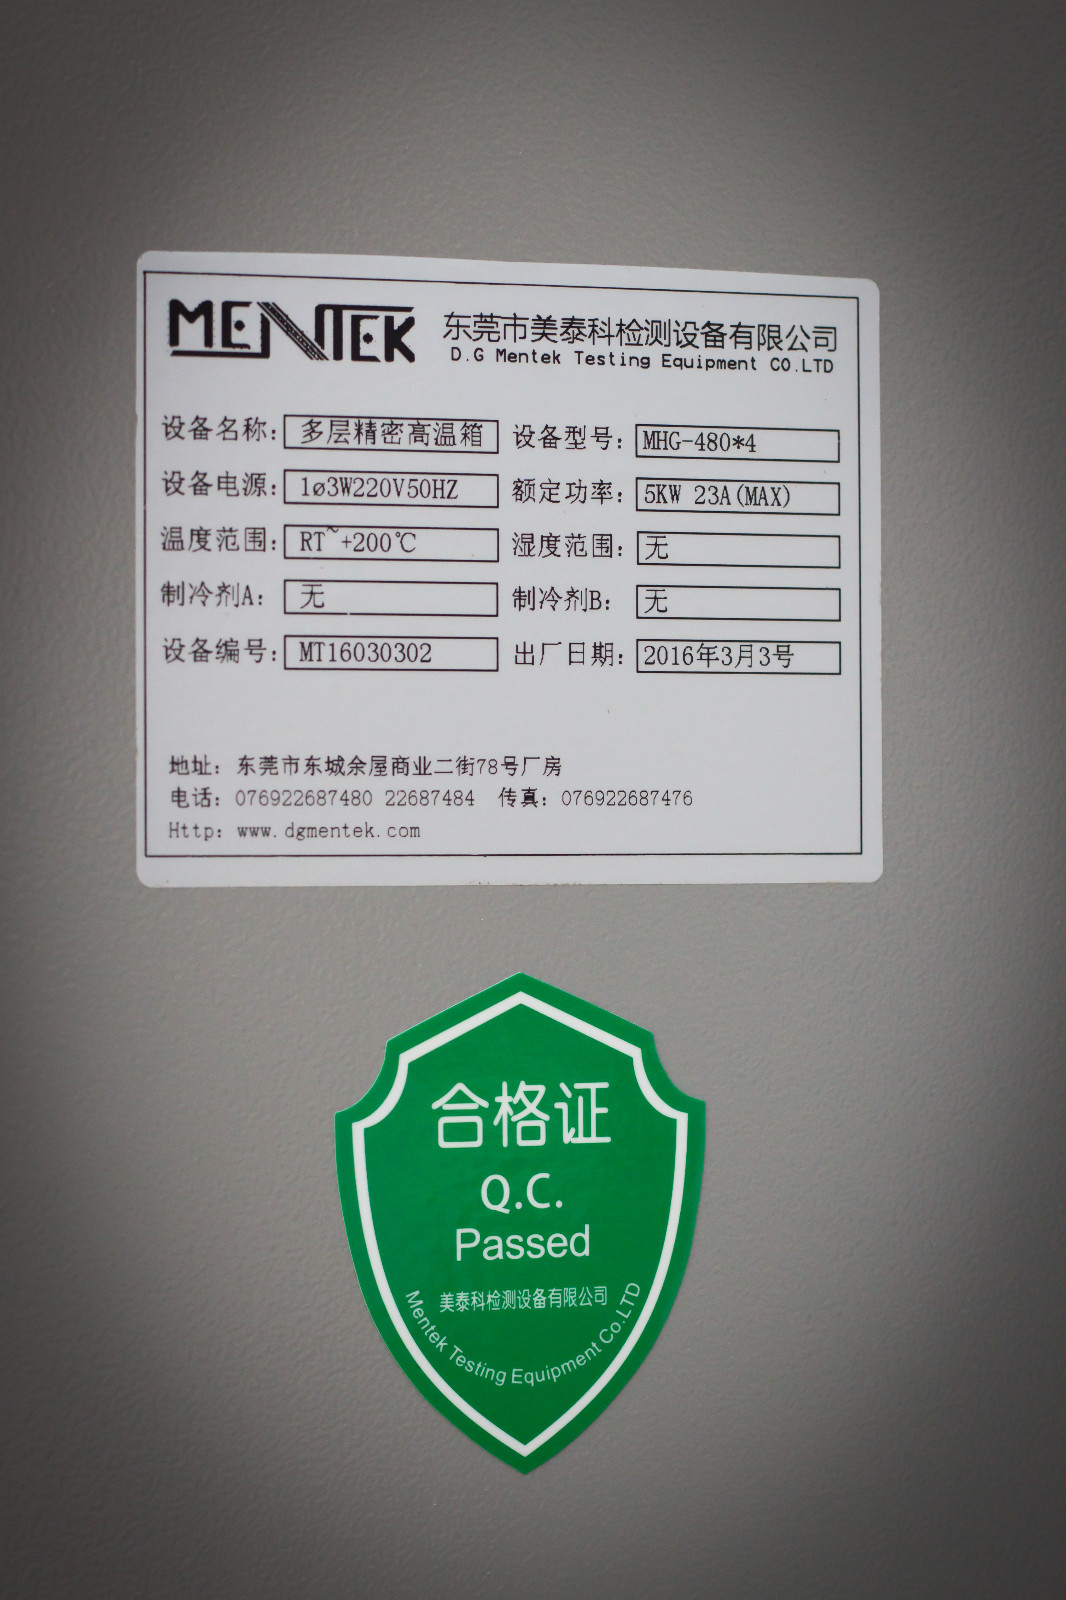 MENTEK 东莞市美泰科检测设备有限公司
D.G Mentek Testing Equipment CO.LTD
设备名称: 多层精密高温箱 设备型号: MHG-480*4
设备电源: 1ø3W220V50HZ 额定功率: 5KW 23A(MAX)
温度范围: RT~+200℃ 湿度范围: 无
制冷剂A: 无 制冷剂B: 无
设备编号: MT16030302 出厂日期: 2016年3月3号
地址: 东莞市东城余屋商业二街78号厂房
电话: 076922687480 22687484 传真: 076922687476
Http: www.dgmentek.com
合格证
Q.C.
Passed
美泰科检测设备有限公司
Mentek Testing Equipment Co.LTD